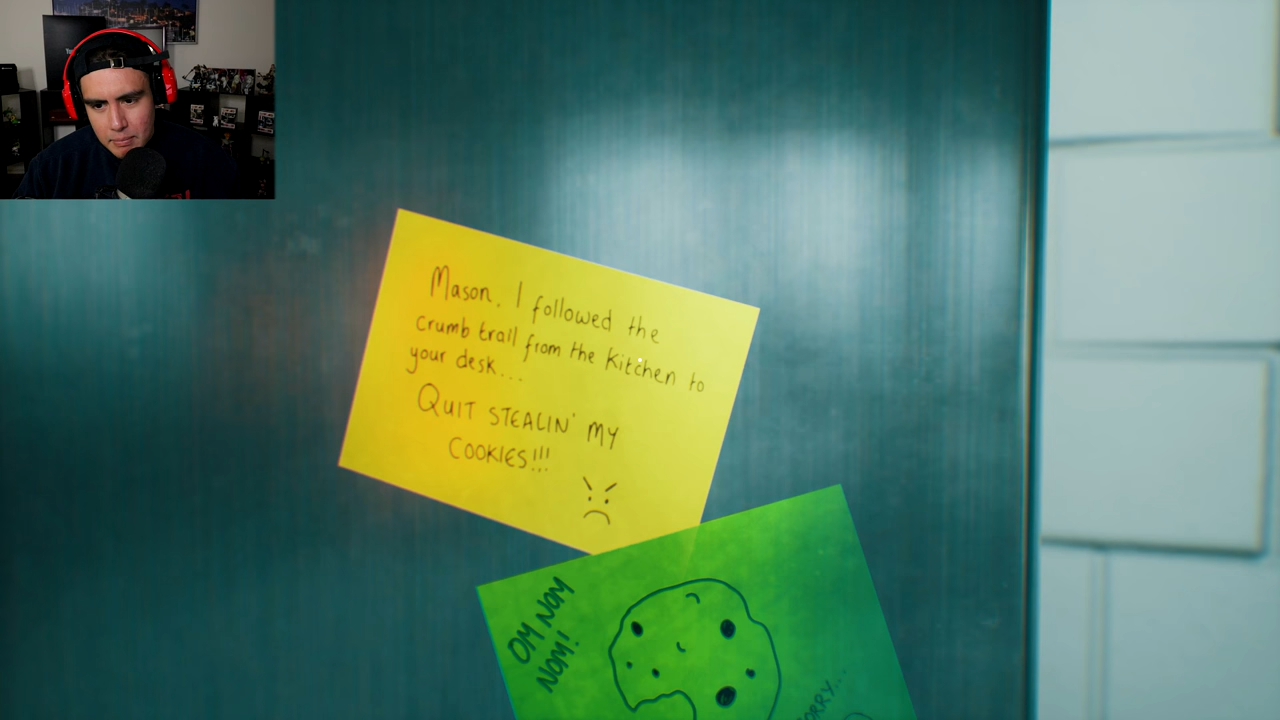 Mason, I followed the
crumb trail from the kitchen to
your desk...
QUIT STEALIN' MY
COOKIES!!!
OM NOM
NOM!